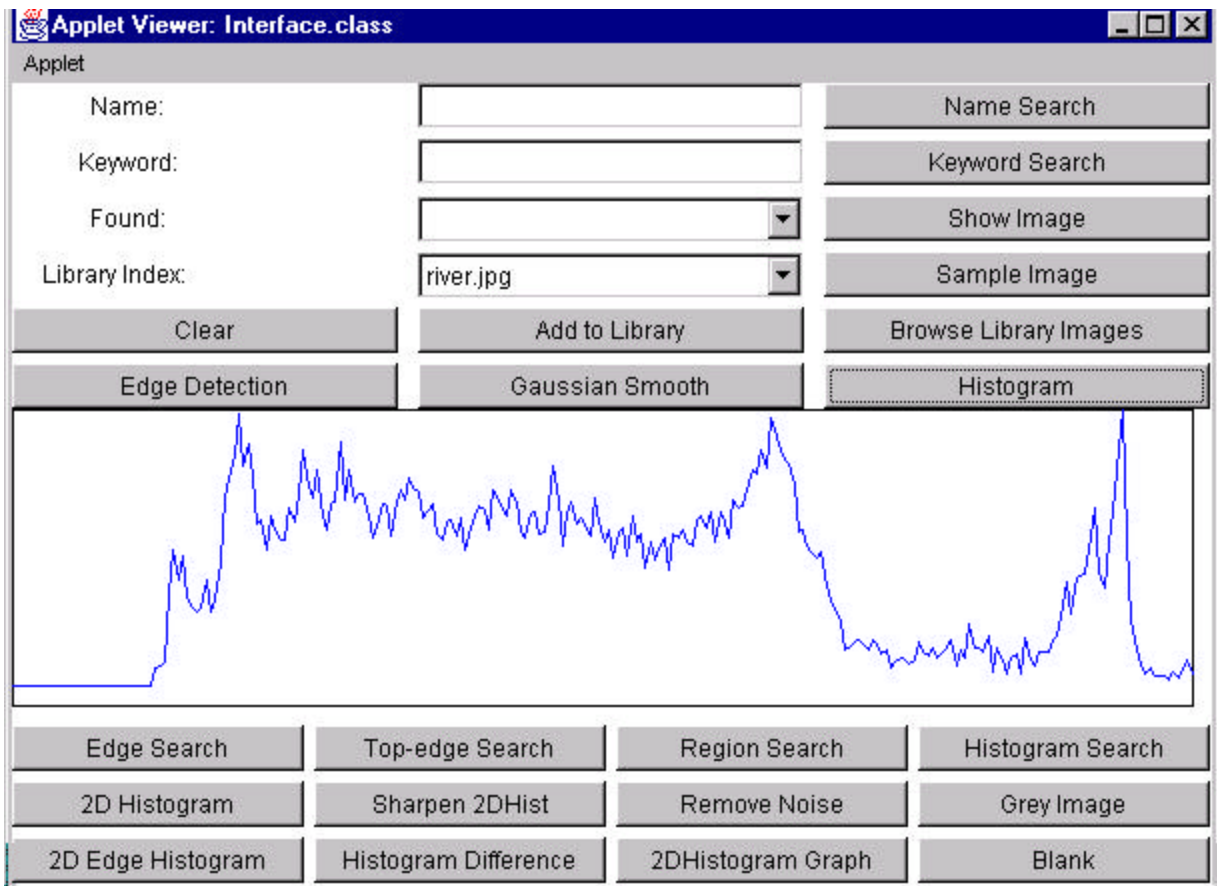 Applet Viewer: Interface.class
Applet
Name: Name Search
Keyword: Keyword Search
Found: Show Image
Library Index: river.jpg Sample Image
Clear Add to Library Browse Library Images
Edge Detection Gaussian Smooth Histogram
Edge Search Top-edge Search Region Search Histogram Search
2D Histogram Sharpen 2DHist Remove Noise Grey Image
2D Edge Histogram Histogram Difference 2DHistogram Graph Blank